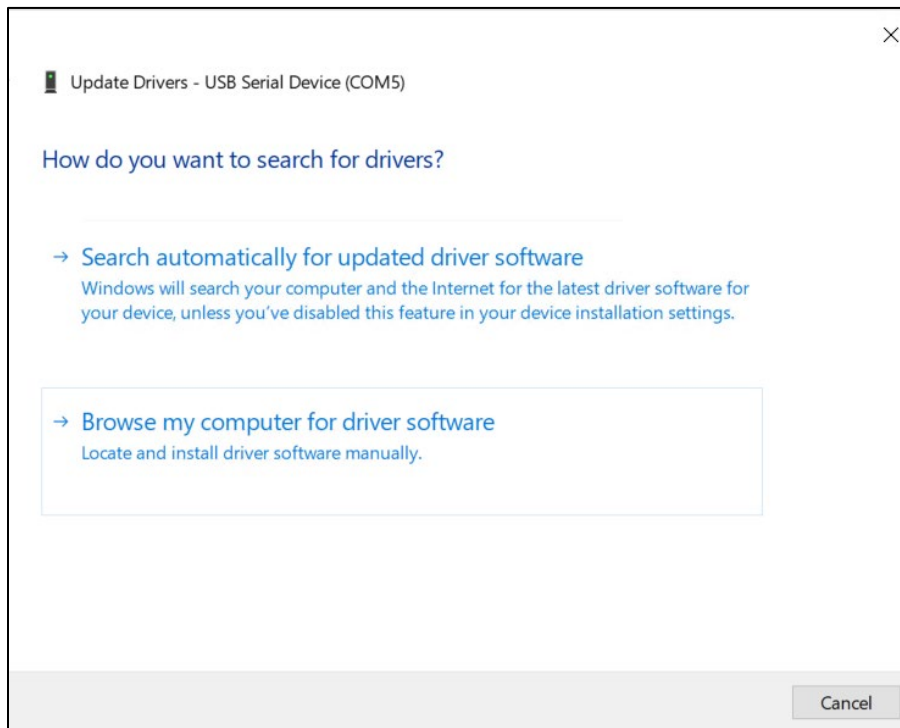 Update Drivers - USB Serial Device (COM5)
How do you want to search for drivers?
→ Search automatically for updated driver software
Windows will search your computer and the Internet for the latest driver software for
your device, unless you've disabled this feature in your device installation settings.
→ Browse my computer for driver software
Locate and install driver software manually.
Cancel